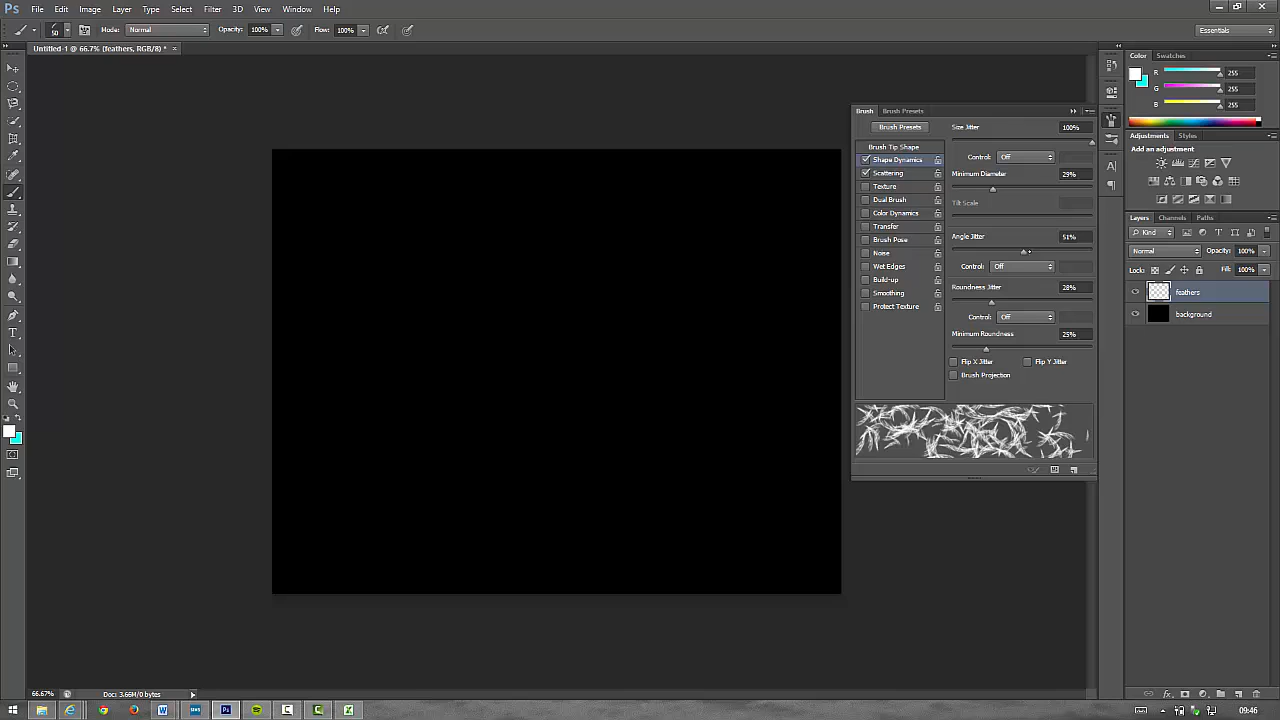 Ps File Edit Image Layer Type Select Filter 3D View Window Help
50 Mode: Normal Opacity: 100% Flow: 100% Essentials
Untitled-1 @ 66.7% (feathers, RGB/8) * ×
Color Swatches
R 255
G 255
B 255
Adjustments Styles
Add an adjustment
Layers Channels Paths
Kind
Normal Opacity: 100%
Lock: Fill: 100%
feathers
background
Brush Brush Presets
Brush Presets Size Jitter 100%
Brush Tip Shape
Shape Dynamics Control: Off
Scattering Minimum Diameter 29%
Texture
Dual Brush Tilt Scale
Color Dynamics
Transfer
Brush Pose Angle Jitter 51%
Noise
Wet Edges Control: Off
Build-up
Smoothing Roundness Jitter 28%
Protect Texture
Control: Off
Minimum Roundness 25%
Flip X Jitter Flip Y Jitter
Brush Projection
66.67% Doc: 3.66M/0 bytes
09:46